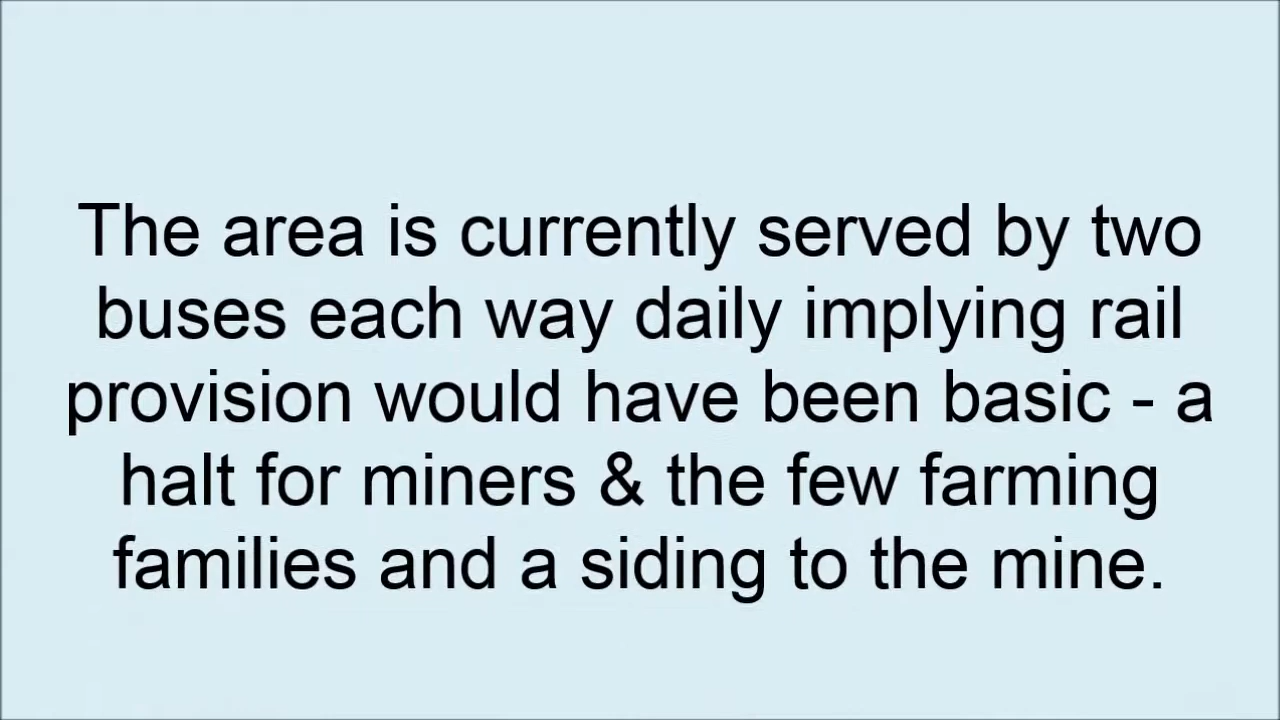 The area is currently served by two
buses each way daily implying rail
provision would have been basic - a
halt for miners & the few farming
families and a siding to the mine.